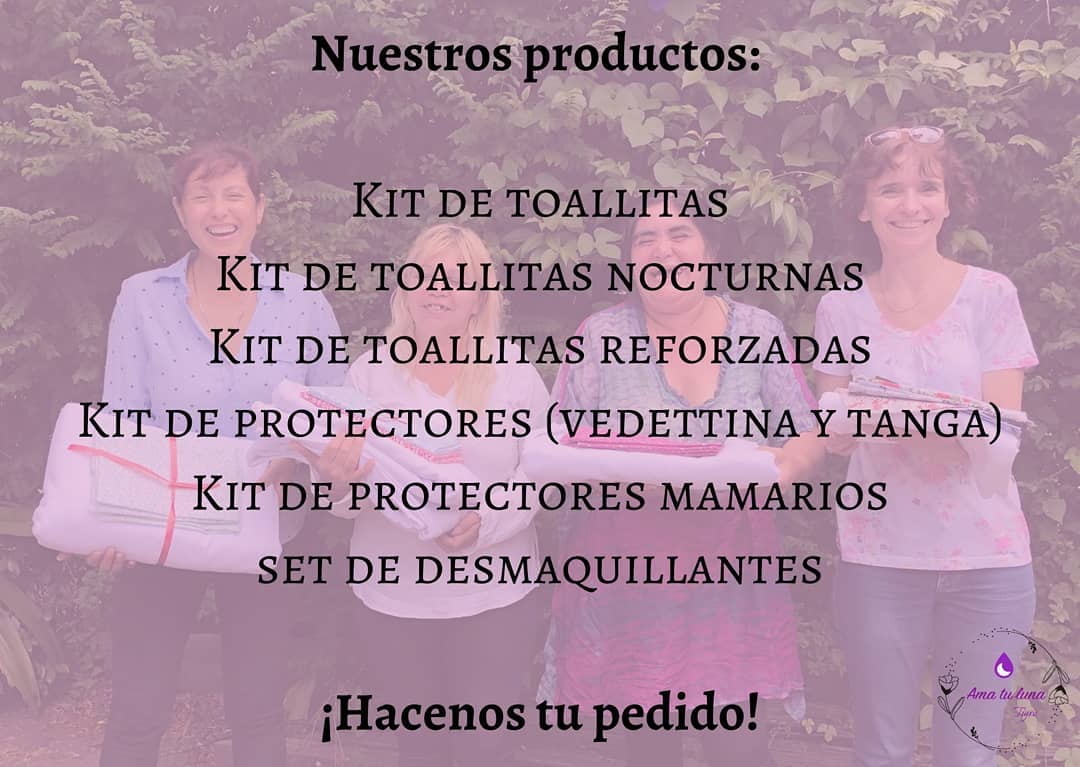 Nuestros productos:
Kit de toallitas
Kit de toallitas nocturnas
Kit de toallitas reforzadas
Kit de protectores (vedettina y tanga)
Kit de protectores mamarios
set de desmaquillantes
¡Hacenos tu pedido!
Ama tu luna
Tigre